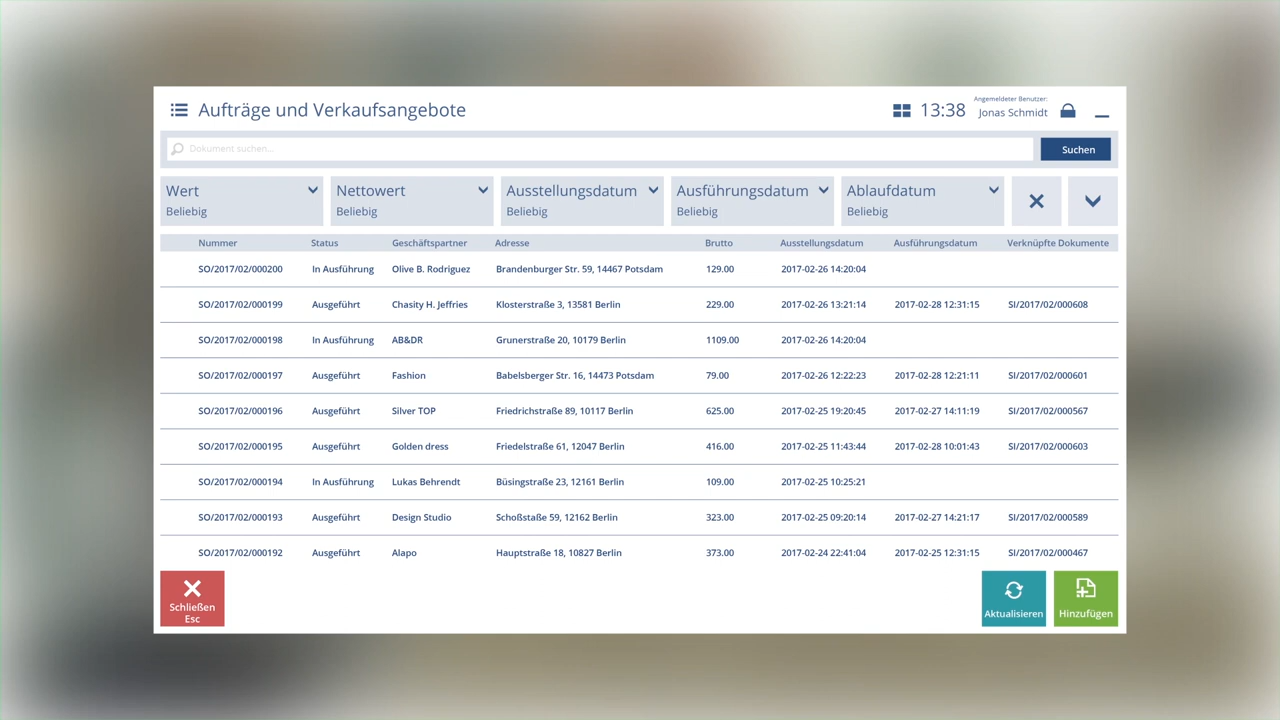 Aufträge und Verkaufsangebote
13:38
Angemeldeter Benutzer:
Jonas Schmidt
Dokument suchen...
Suchen
Wert
Beliebig
Nettowert
Beliebig
Ausstellungsdatum
Beliebig
Ausführungsdatum
Beliebig
Ablaufdatum
Beliebig
Nummer Status Geschäftspartner Adresse Brutto Ausstellungsdatum Ausführungsdatum Verknüpfte Dokumente
SO/2017/02/000200 In Ausführung Olive B. Rodriguez Brandenburger Str. 59, 14467 Potsdam 129.00 2017-02-26 14:20:04
SO/2017/02/000199 Ausgeführt Chasity H. Jeffries Klosterstraße 3, 13581 Berlin 229.00 2017-02-26 13:21:14 2017-02-28 12:31:15 SI/2017/02/000608
SO/2017/02/000198 In Ausführung AB&DR Grunerstraße 20, 10179 Berlin 1109.00 2017-02-26 14:20:04
SO/2017/02/000197 Ausgeführt Fashion Babelsberger Str. 16, 14473 Potsdam 79.00 2017-02-26 12:22:23 2017-02-28 12:21:11 SI/2017/02/000601
SO/2017/02/000196 Ausgeführt Silver TOP Friedrichstraße 89, 10117 Berlin 625.00 2017-02-25 19:20:45 2017-02-27 14:11:19 SI/2017/02/000567
SO/2017/02/000195 Ausgeführt Golden dress Friedelstraße 61, 12047 Berlin 416.00 2017-02-25 11:43:44 2017-02-28 10:01:43 SI/2017/02/000603
SO/2017/02/000194 In Ausführung Lukas Behrendt Büsingstraße 23, 12161 Berlin 109.00 2017-02-25 10:25:21
SO/2017/02/000193 Ausgeführt Design Studio Schoßstaße 59, 12162 Berlin 323.00 2017-02-25 09:20:14 2017-02-27 14:21:17 SI/2017/02/000589
SO/2017/02/000192 Ausgeführt Alapo Hauptstraße 18, 10827 Berlin 373.00 2017-02-24 22:41:04 2017-02-25 12:31:15 SI/2017/02/000467
Schließen
Esc
Aktualisieren
Hinzufügen